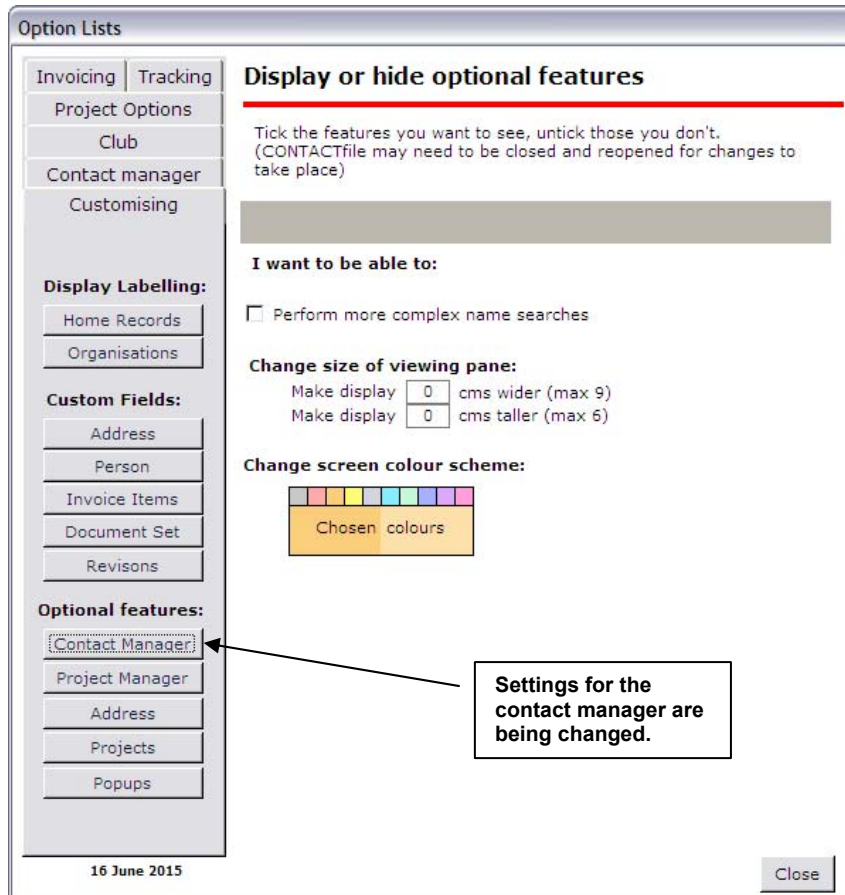 Option Lists
Invoicing Tracking
Project Options
Club
Contact manager
Customising
Display Labelling:
Home Records
Organisations
Custom Fields:
Address
Person
Invoice Items
Document Set
Revisons
Optional features:
Contact Manager
Project Manager
Address
Projects
Popups
16 June 2015
Display or hide optional features
Tick the features you want to see, untick those you don't.
(CONTACTfile may need to be closed and reopened for changes to
take place)
I want to be able to:
Perform more complex name searches
Change size of viewing pane:
Make display 0 cms wider (max 9)
Make display 0 cms taller (max 6)
Change screen colour scheme:
Chosen colours
Settings for the
contact manager are
being changed.
Close